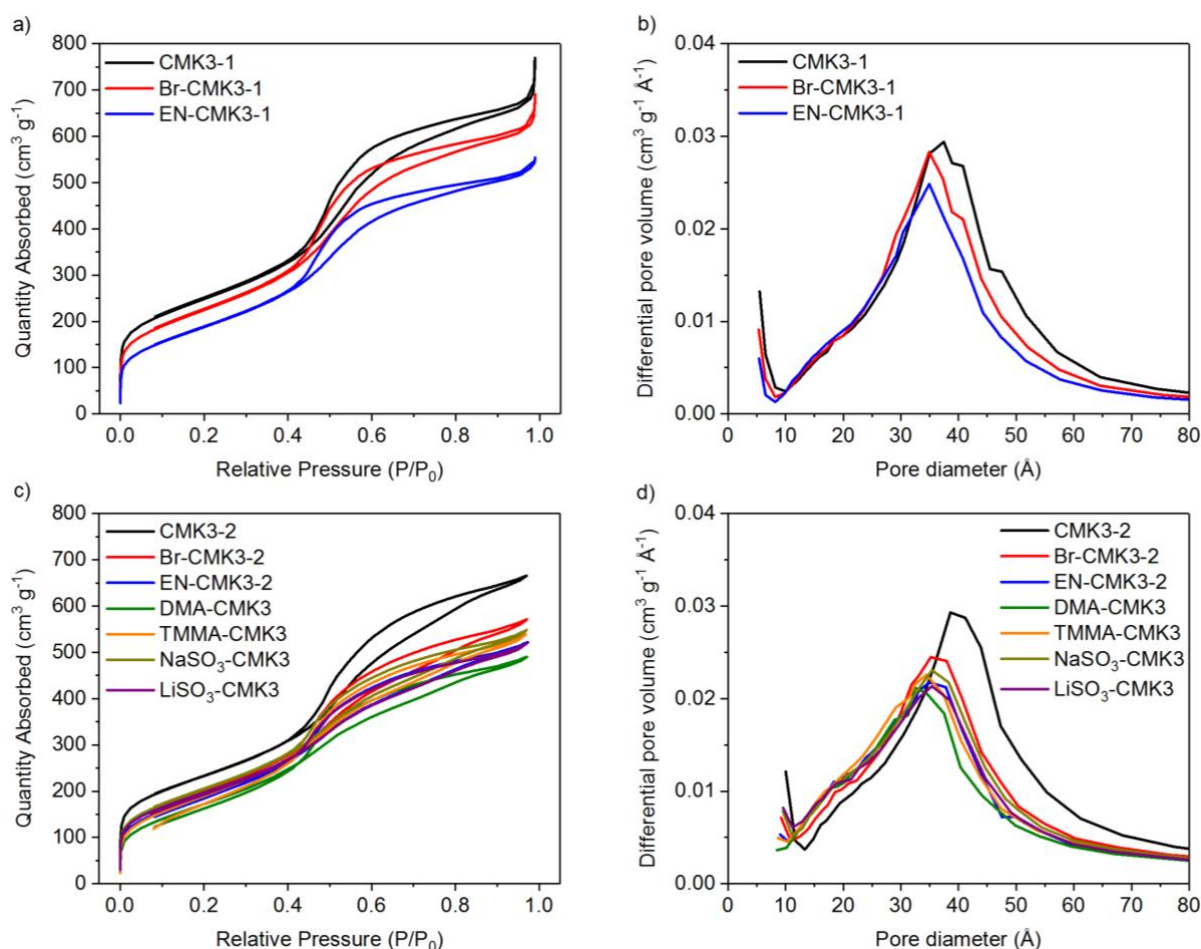 a)
800
700
600
500
400
300
200
100
0
Quantity Absorbed (cm³ g⁻¹)
CMK3-1
Br-CMK3-1
EN-CMK3-1
0.0 0.2 0.4 0.6 0.8 1.0
Relative Pressure (P/P₀)
b)
0.04
0.03
0.02
0.01
0.00
Differential pore volume (cm³ g⁻¹ Å⁻¹)
CMK3-1
Br-CMK3-1
EN-CMK3-1
0 10 20 30 40 50 60 70 80
Pore diameter (Å)
c)
800
700
600
500
400
300
200
100
0
Quantity Absorbed (cm³ g⁻¹)
CMK3-2
Br-CMK3-2
EN-CMK3-2
DMA-CMK3
TMMA-CMK3
NaSO₃-CMK3
LiSO₃-CMK3
0.0 0.2 0.4 0.6 0.8 1.0
Relative Pressure (P/P₀)
d)
0.04
0.03
0.02
0.01
0.00
Differential pore volume (cm³ g⁻¹ Å⁻¹)
CMK3-2
Br-CMK3-2
EN-CMK3-2
DMA-CMK3
TMMA-CMK3
NaSO₃-CMK3
LiSO₃-CMK3
0 10 20 30 40 50 60 70 80
Pore diameter (Å)